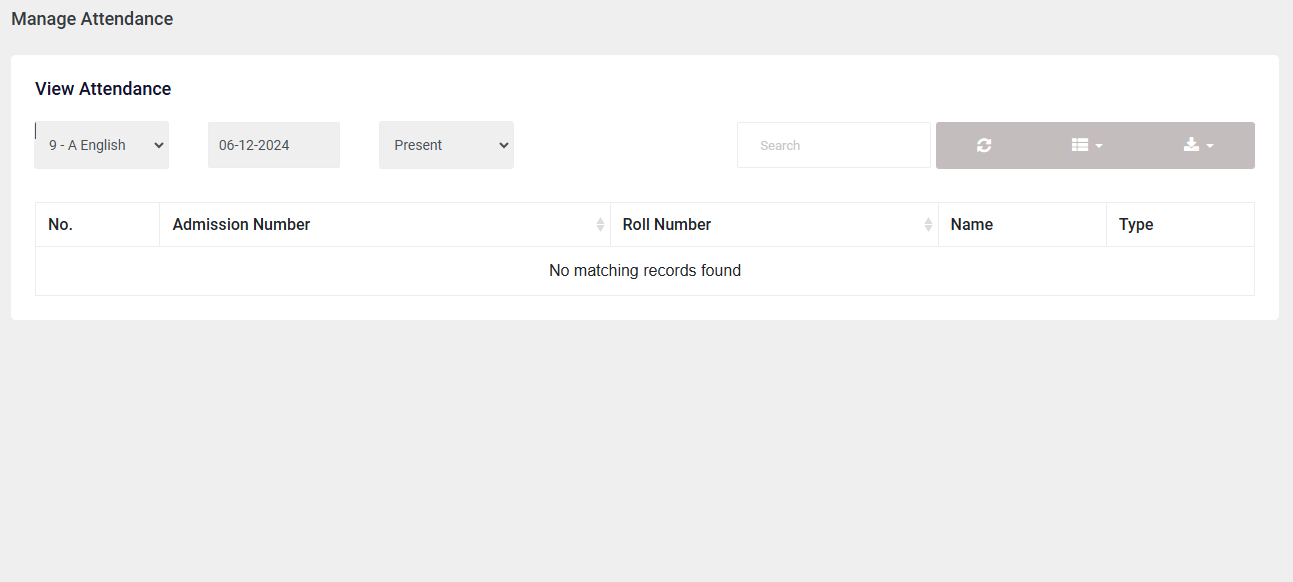 Manage Attendance
View Attendance
9 - A English 06-12-2024 Present Search
No. Admission Number Roll Number Name Type
No matching records found